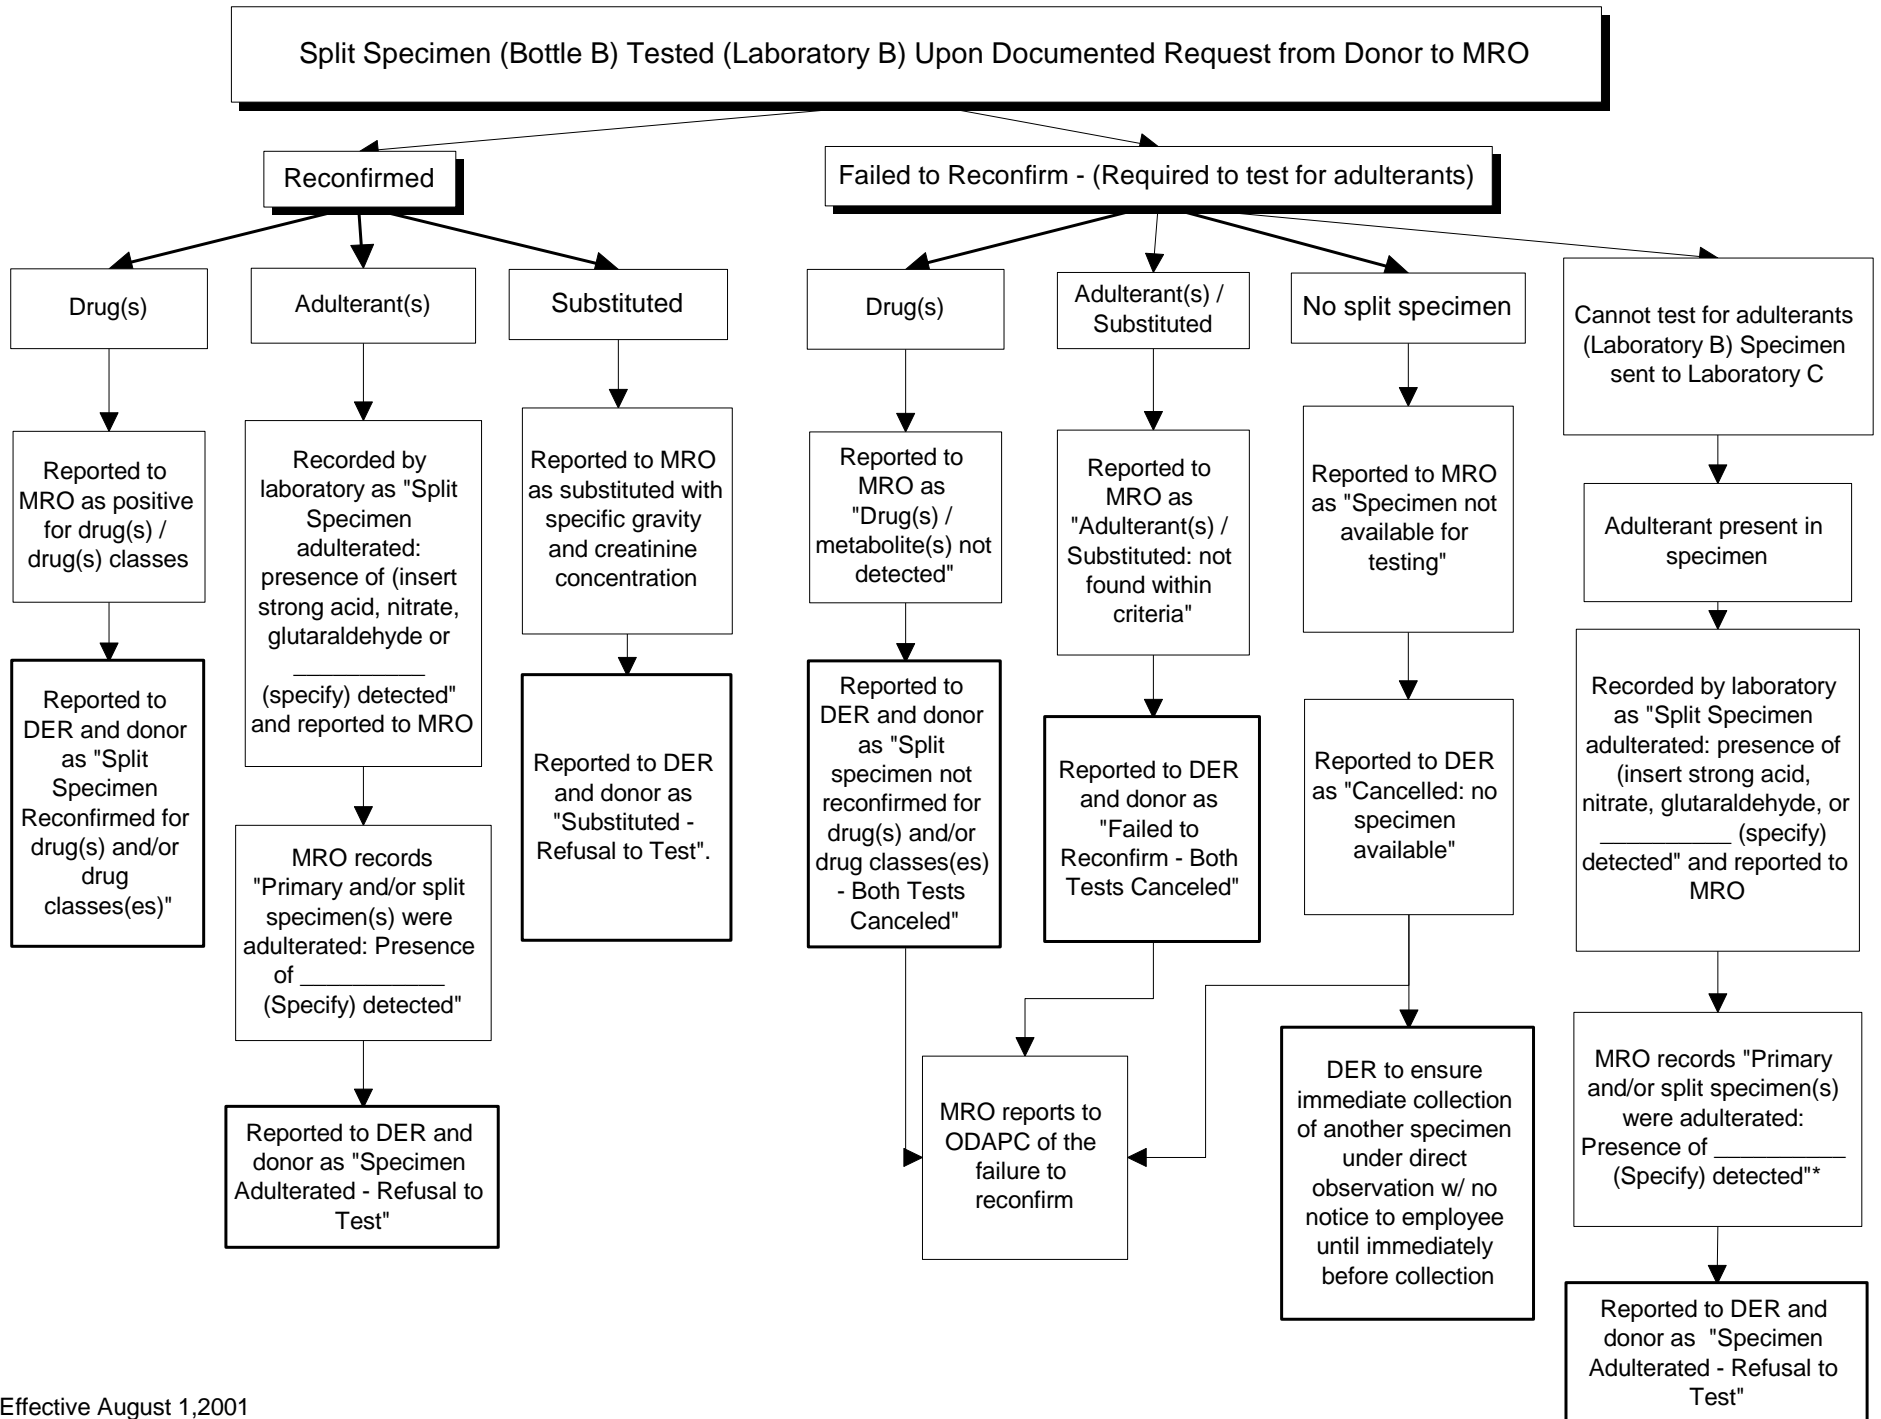 Split Specimen (Bottle B) Tested (Laboratory B) Upon Documented Request from Donor to MRO
Reconfirmed
Failed to Reconfirm - (Required to test for adulterants)
Drug(s)
Adulterant(s)
Substituted
Drug(s)
Adulterant(s) /
Substituted
No split specimen
Cannot test for adulterants
(Laboratory B) Specimen
sent to Laboratory C
Reported to
MRO as positive
for drug(s) /
drug(s) classes
Recorded by
laboratory as "Split
Specimen
adulterated:
presence of (insert
strong acid, nitrate,
glutaraldehyde or
___________
(specify) detected"
and reported to MRO
Reported to MRO
as substituted with
specific gravity
and creatinine
concentration
Reported to
MRO as
"Drug(s) /
metabolite(s) not
detected"
Reported to
MRO as
"Adulterant(s) /
Substituted: not
found within
criteria"
Reported to MRO
as "Specimen not
available for
testing"
Adulterant present in
specimen
Reported to
DER and donor
as "Split
Specimen
Reconfirmed for
drug(s) and/or
drug
classes(es)"
MRO records
"Primary and/or split
specimen(s) were
adulterated: Presence
of ____________
(Specify) detected"
Reported to DER and
donor as "Specimen
Adulterated - Refusal to
Test"
Reported to DER
and donor as
"Substituted -
Refusal to Test".
Reported to
DER and donor
as "Split
specimen not
reconfirmed for
drug(s) and/or
drug classes(es)
- Both Tests
Canceled"
Reported to DER
and donor as
"Failed to
Reconfirm - Both
Tests Canceled"
Reported to DER
as "Cancelled: no
specimen
available"
Recorded by laboratory
as "Split Specimen
adulterated: presence of
(insert strong acid,
nitrate, glutaraldehyde, or
___________ (specify)
detected" and reported to
MRO
MRO reports to
ODAPC of the
failure to
reconfirm
DER to ensure
immediate collection
of another specimen
under direct
observation w/ no
notice to employee
until immediately
before collection
MRO records "Primary
and/or split specimen(s)
were adulterated:
Presence of ___________
(Specify) detected"*
Reported to DER and
donor as "Specimen
Adulterated - Refusal to
Test"
Effective August 1,2001